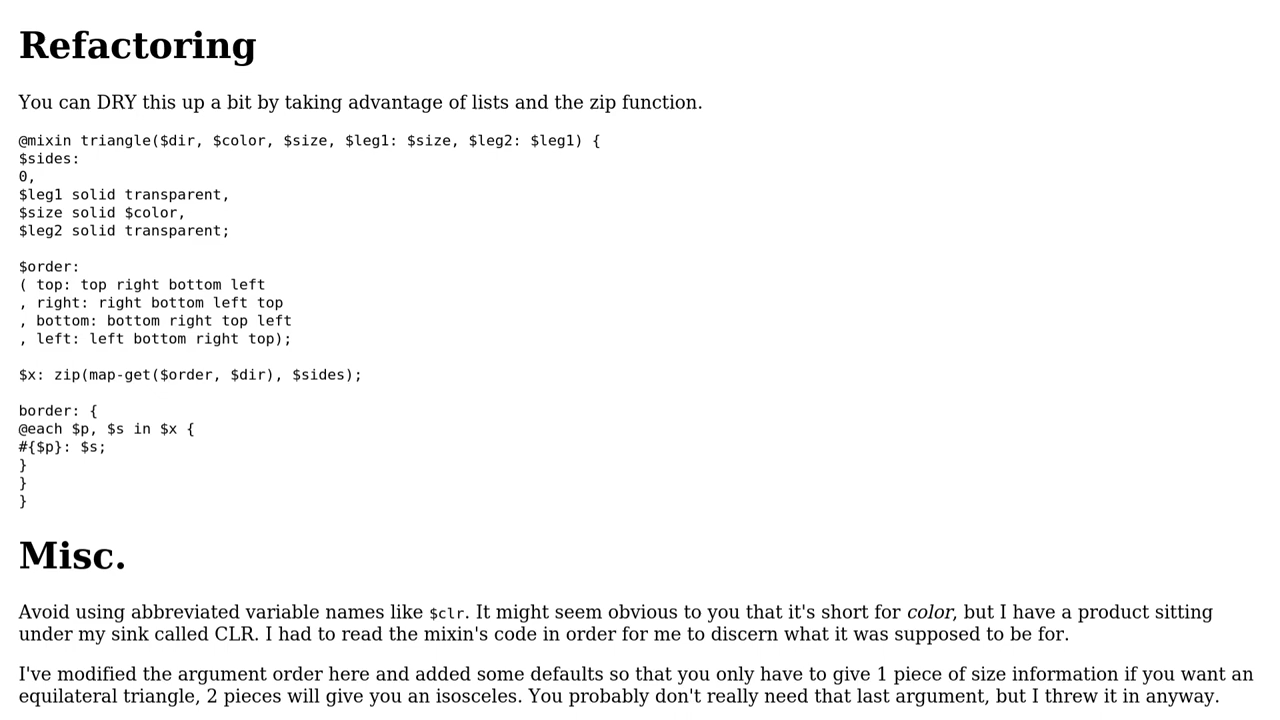 Refactoring
You can DRY this up a bit by taking advantage of lists and the zip function.
@mixin triangle($dir, $color, $size, $leg1: $size, $leg2: $leg1) {
$sides:
0,
$leg1 solid transparent,
$size solid $color,
$leg2 solid transparent;
$order:
( top: top right bottom left
, right: right bottom left top
, bottom: bottom right top left
, left: left bottom right top);
$x: zip(map-get($order, $dir), $sides);
border: {
@each $p, $s in $x {
#{$p}: $s;
}
}
}
Misc.
Avoid using abbreviated variable names like $clr. It might seem obvious to you that it's short for color, but I have a product sitting
under my sink called CLR. I had to read the mixin's code in order for me to discern what it was supposed to be for.
I've modified the argument order here and added some defaults so that you only have to give 1 piece of size information if you want an
equilateral triangle, 2 pieces will give you an isosceles. You probably don't really need that last argument, but I threw it in anyway.